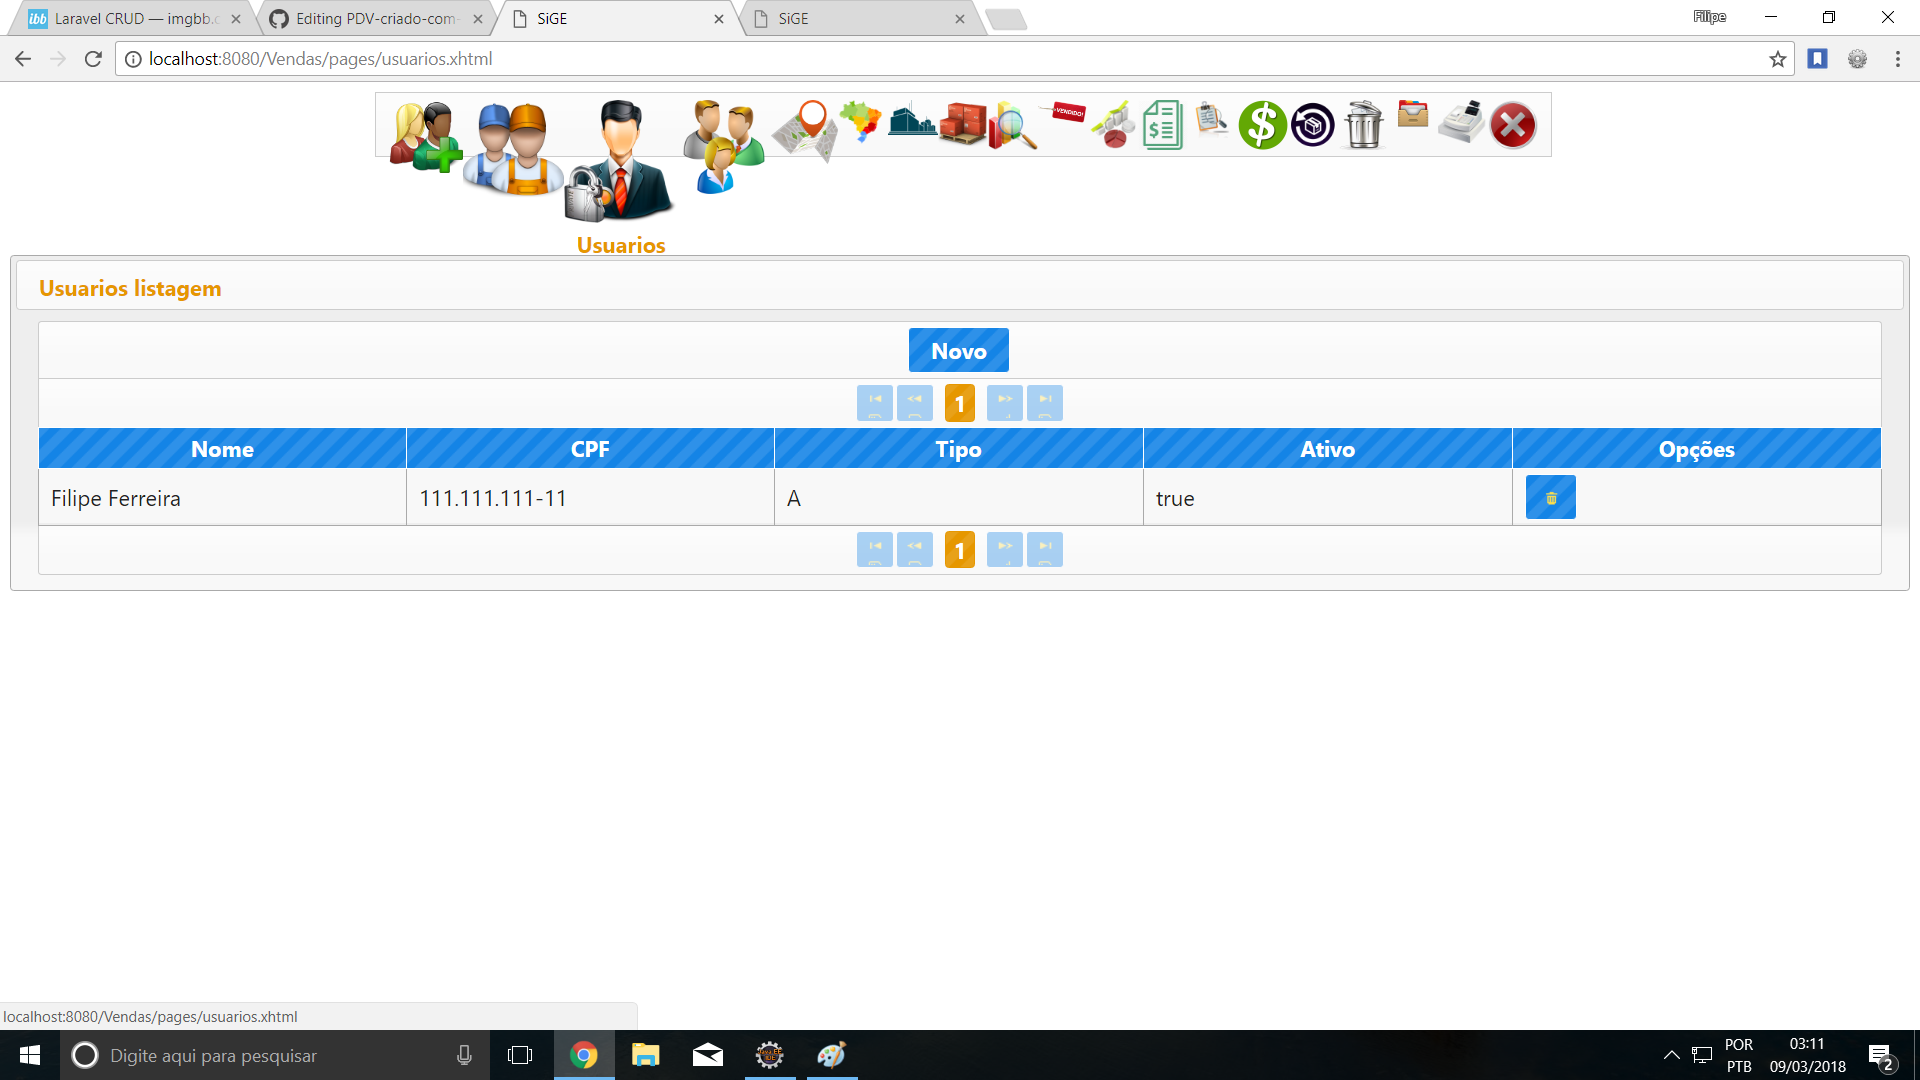 Laravel CRUD — imgbb.c
Editing PDV-criado-com-
SiGE
SiGE
Filipe
localhost:8080/Vendas/pages/usuarios.xhtml
VENDIDO!
Usuarios
Usuarios listagem
Novo
1
Nome CPF Tipo Ativo Opções
Filipe Ferreira 111.111.111-11 A true
1
localhost:8080/Vendas/pages/usuarios.xhtml
Digite aqui para pesquisar
POR
PTB
03:11
09/03/2018
2